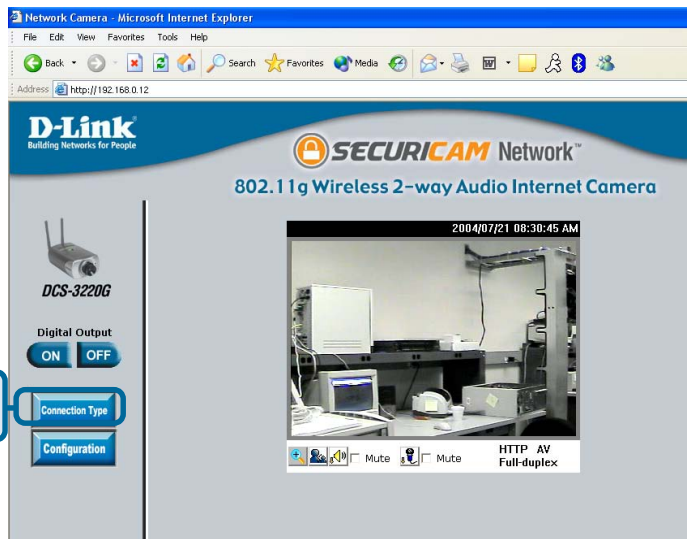 Network Camera - Microsoft Internet Explorer
File Edit View Favorites Tools Help
Back Search Favorites Media
Address http://192.168.0.12
D-Link®
Building Networks for People
SECURICAM Network™
802.11g Wireless 2-way Audio Internet Camera
2004/07/21 08:30:45 AM
DCS-3220G
Digital Output
ON OFF
Connection Type
Configuration
Mute Mute HTTP AV
Full-duplex